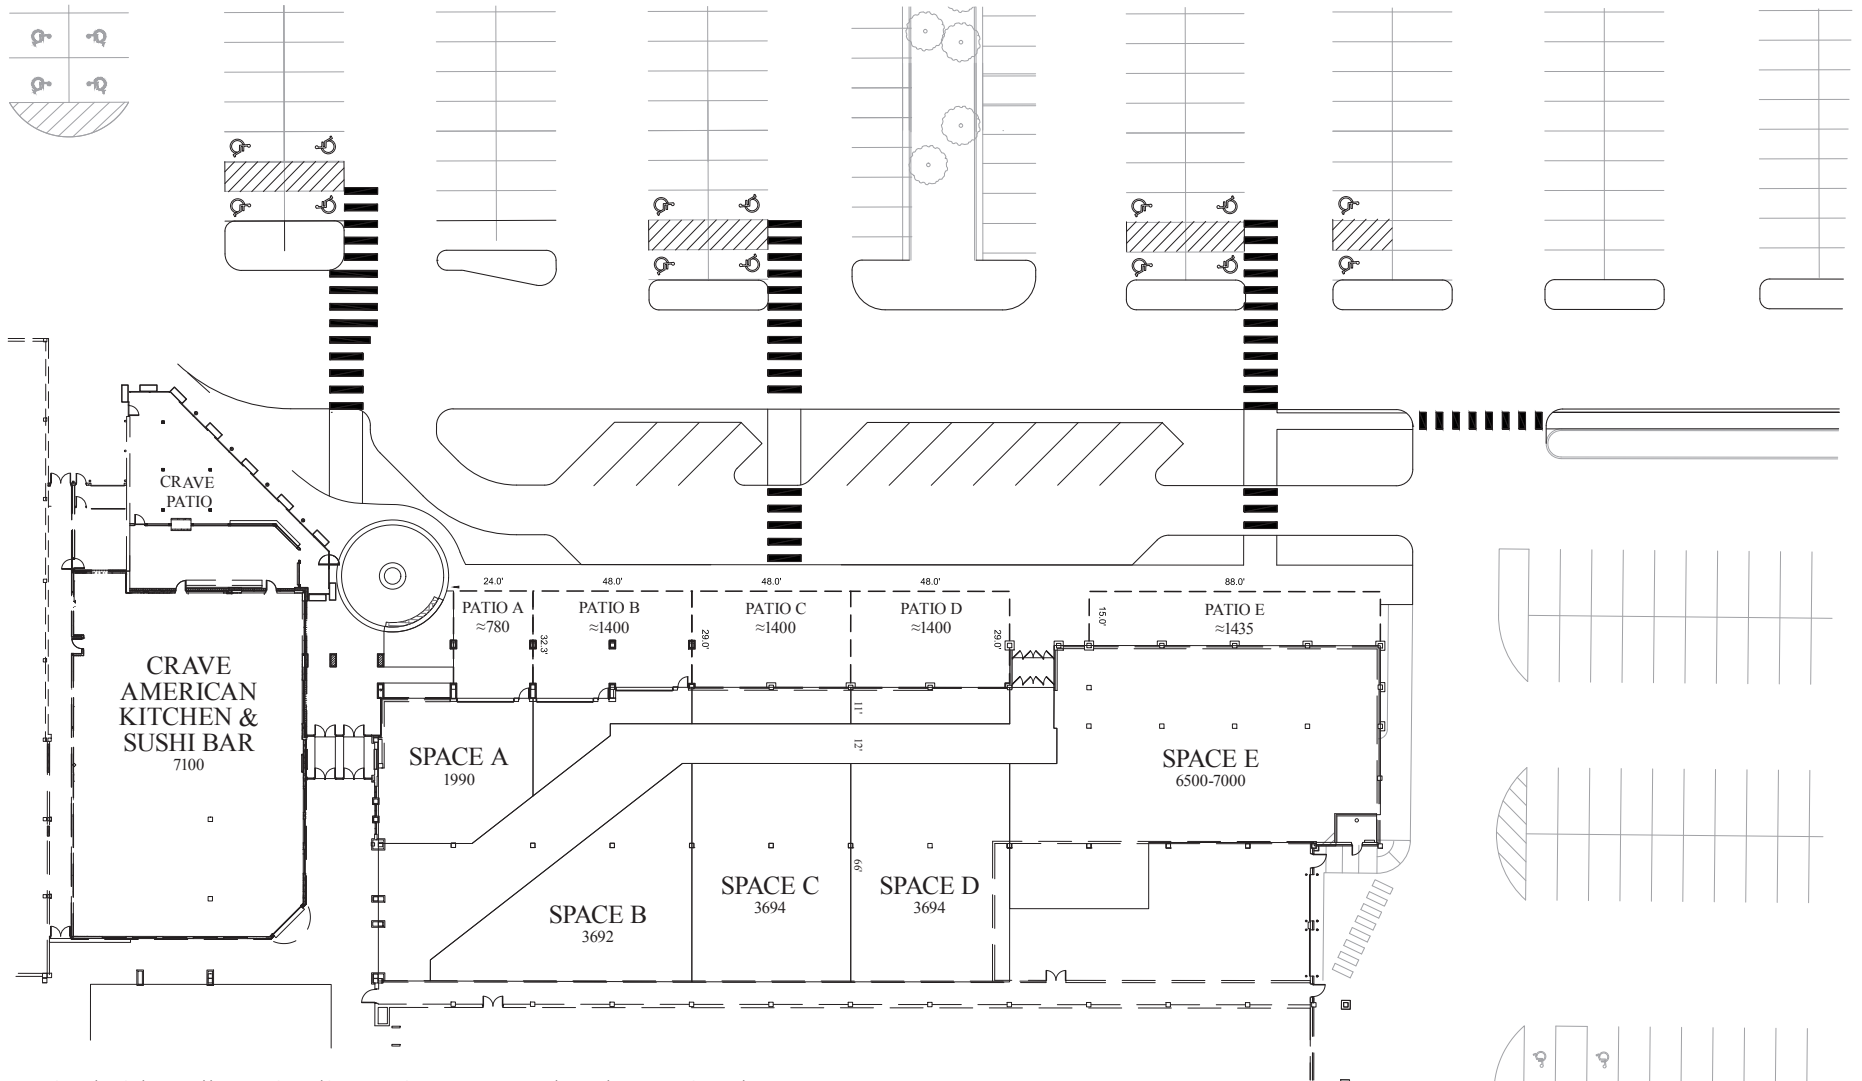 CRAVE
PATIO
24.0'
48.0'
48.0'
48.0'
88.0'
PATIO A
≈780
PATIO B
≈1400
PATIO C
≈1400
PATIO D
≈1400
PATIO E
≈1435
32.3'
29.0'
29.0'
15.0'
CRAVE
AMERICAN
KITCHEN &
SUSHI BAR
7100
11'
12'
SPACE A
1990
SPACE E
6500-7000
66'
SPACE B
3692
SPACE C
3694
SPACE D
3694